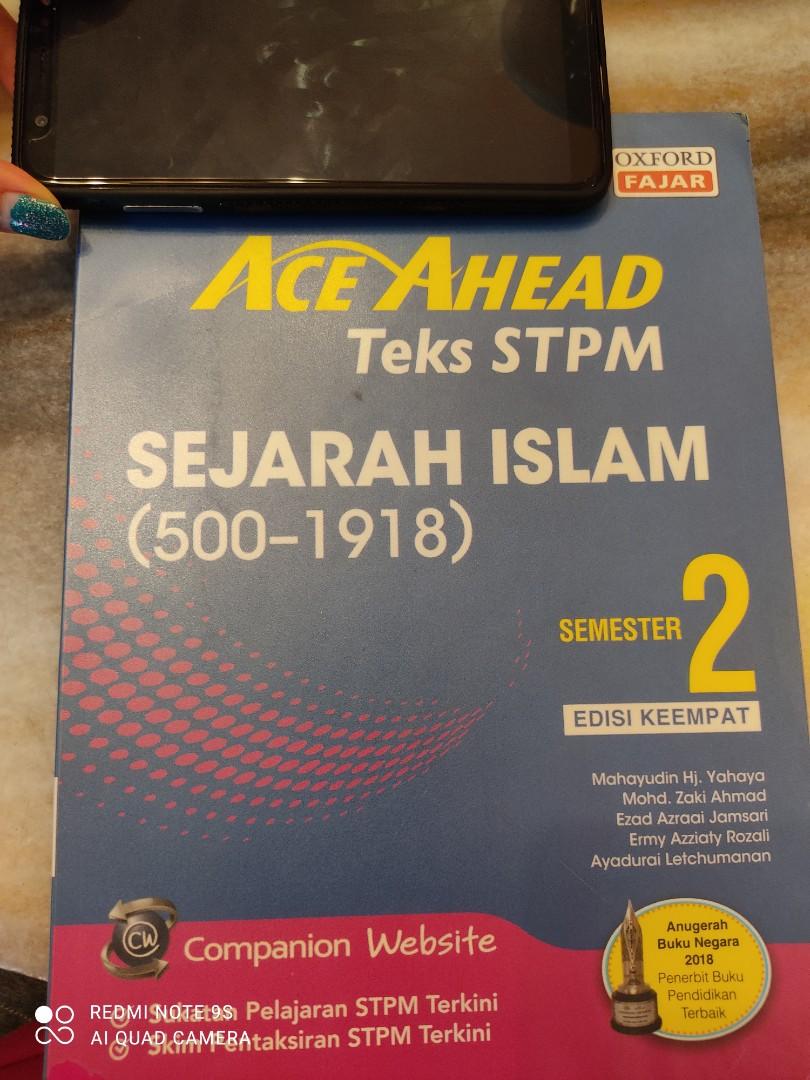 OXFORD
FAJAR
ACE AHEAD
Teks STPM
SEJARAH ISLAM
(500–1918)
SEMESTER 2
EDISI KEEMPAT
Mahayudin Hj. Yahaya
Mohd. Zaki Ahmad
Ezad Azraai Jamsari
Ermy Azziaty Rozali
Ayadurai Letchumanan
CW
Companion Website
Anugerah
Buku Negara
2018
Penerbit Buku
Pendidikan
Terbaik
Sukatan Pelajaran STPM Terkini
Skim Pentaksiran STPM Terkini
REDMI NOTE 9S
AI QUAD CAMERA